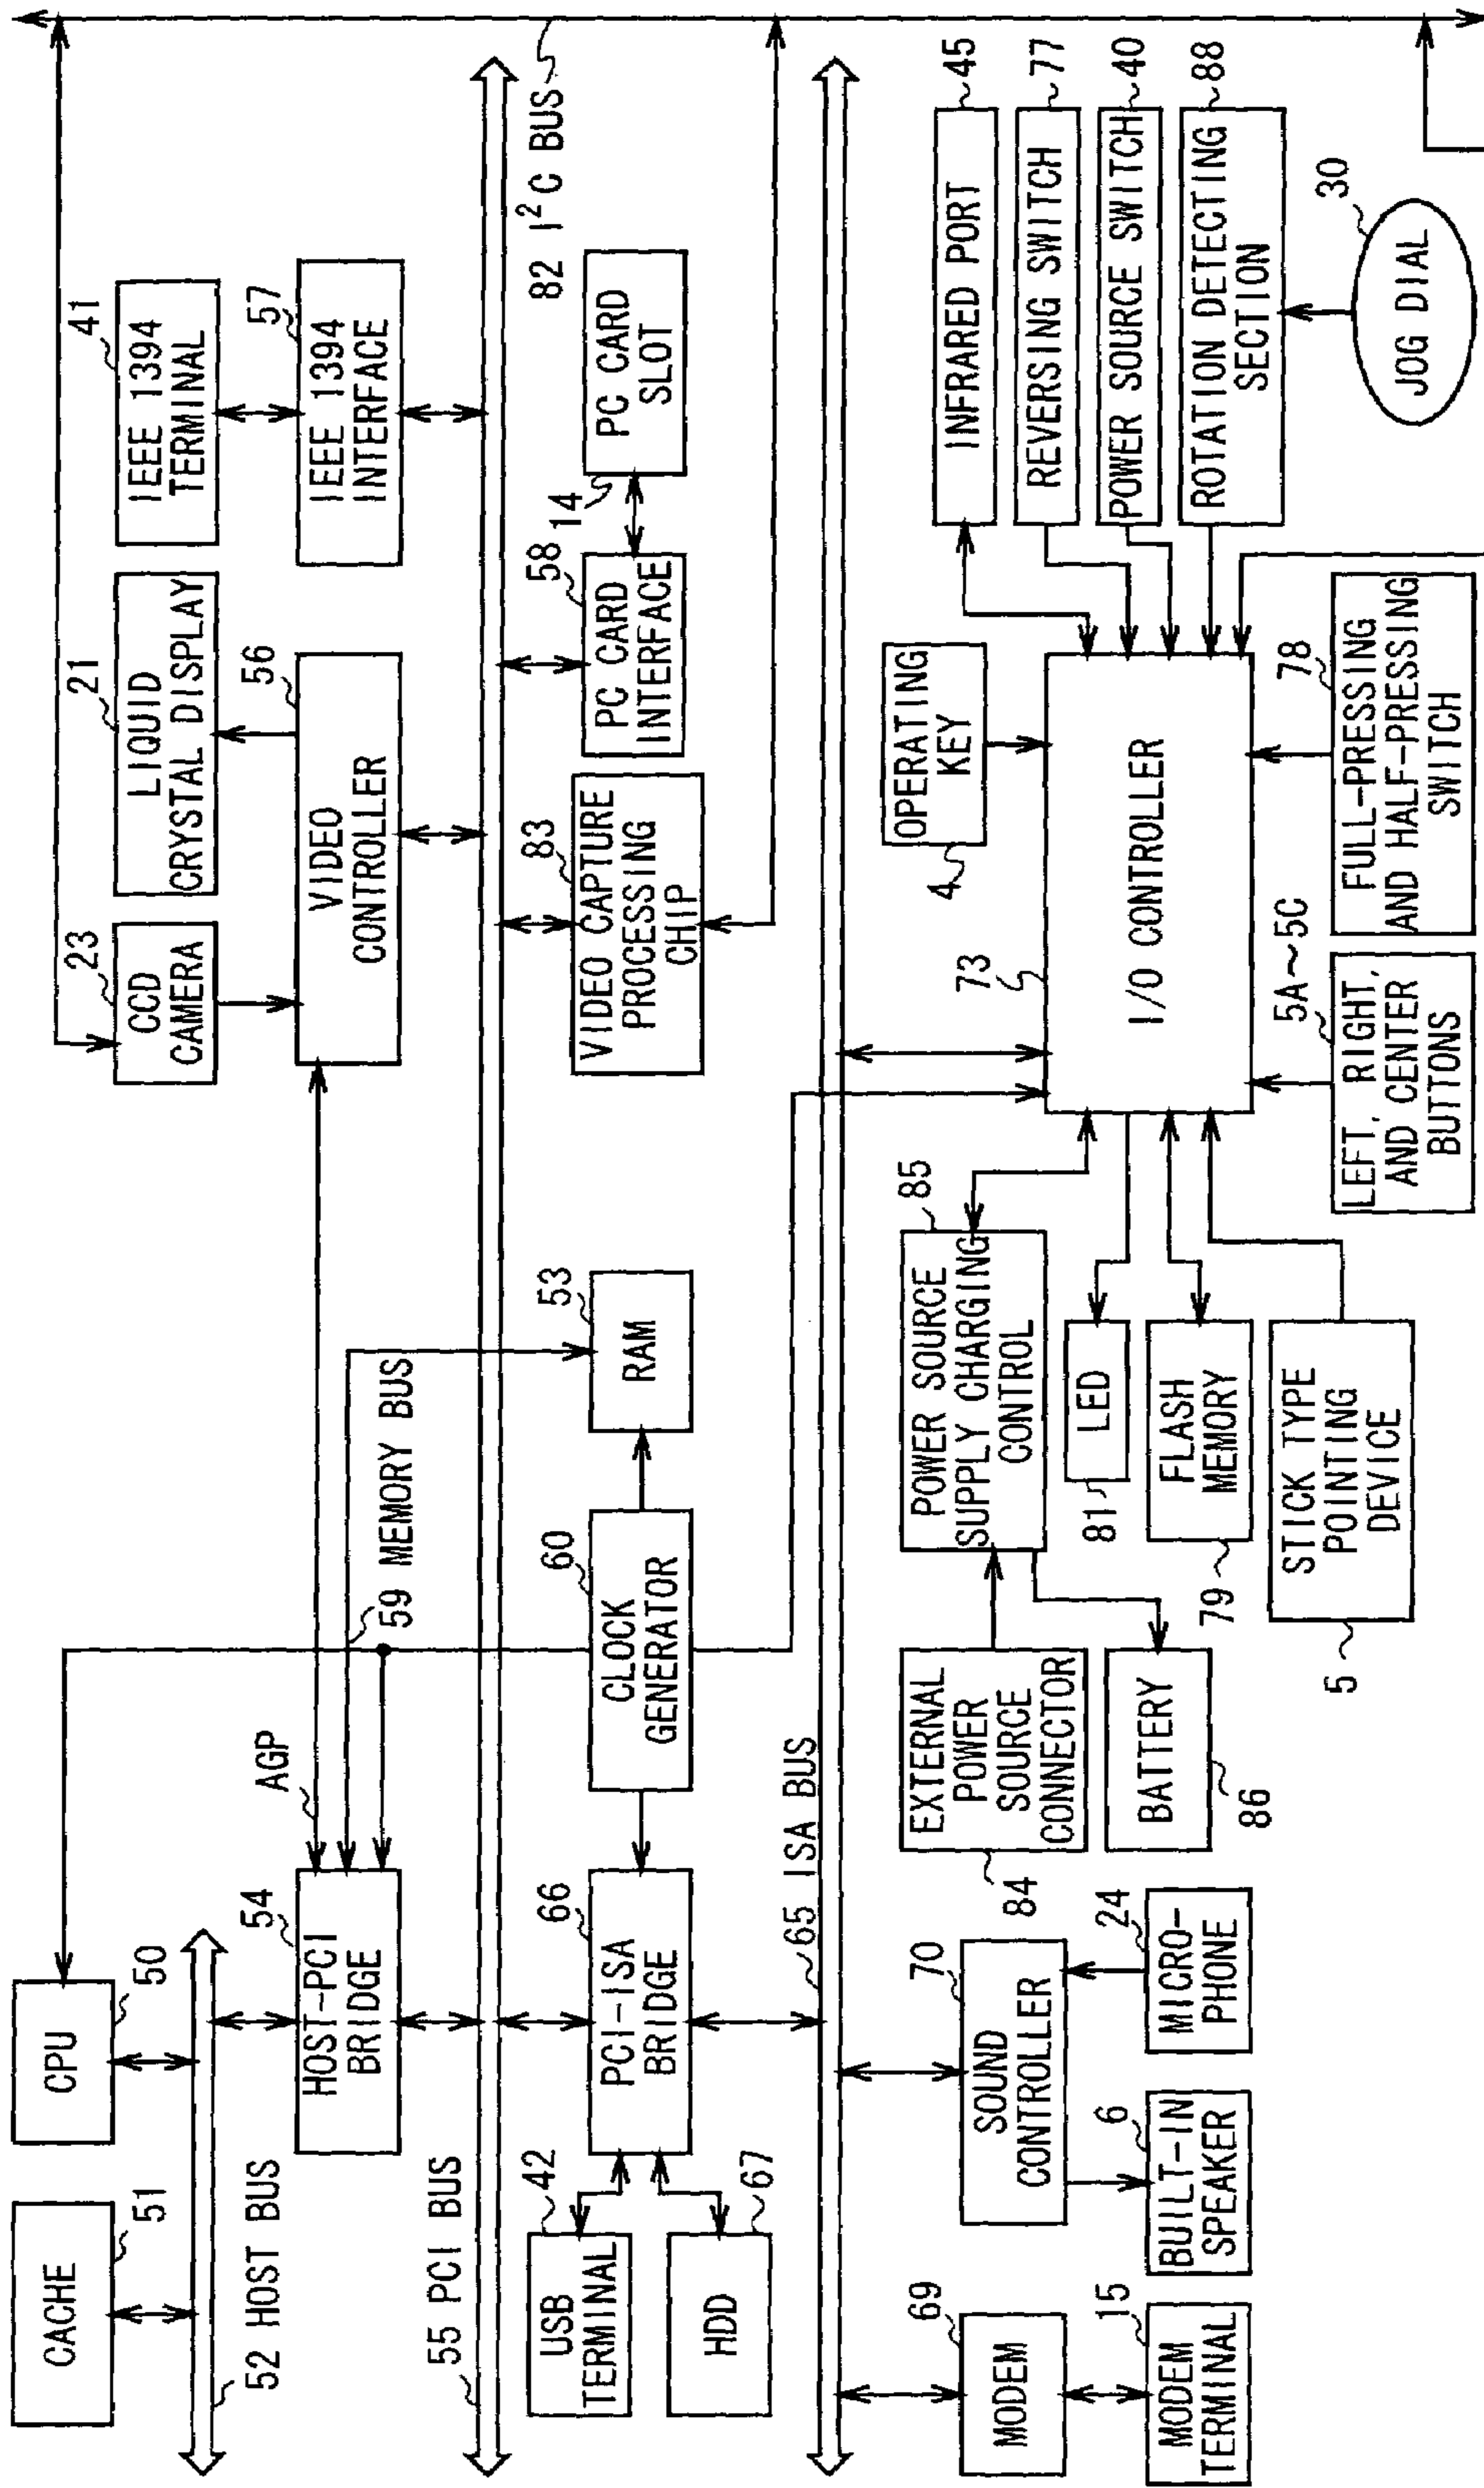 CACHE
51
CPU
50
52 HOST BUS
HOST-PCI
BRIDGE
54
AGP
59 MEMORY BUS
CCD
CAMERA
23
LIQUID
CRYSTAL DISPLAY
21
IEEE 1394
TERMINAL
41
VIDEO
CONTROLLER
56
IEEE 1394
INTERFACE
57
55 PCI BUS
82 I²C BUS
USB
TERMINAL
42
HDD
67
PCI-ISA
BRIDGE
66
CLOCK
GENERATOR
60
RAM
53
VIDEO CAPTURE
PROCESSING
CHIP
83
PC CARD
INTERFACE
58
PC CARD
SLOT
14
65 ISA BUS
MODEM
69
MODEM
TERMINAL
15
SOUND
CONTROLLER
70
BUILT-IN
SPEAKER
6
MICRO-
PHONE
24
EXTERNAL
POWER
SOURCE
CONNECTOR
84
BATTERY
86
POWER SOURCE
SUPPLY CHARGING
CONTROL
85
LED
81
FLASH
MEMORY
79
STICK TYPE
POINTING
DEVICE
5
OPERATING
KEY
4
I/O CONTROLLER
73
LEFT, RIGHT,
AND CENTER
BUTTONS
5A~5C
FULL-PRESSING
AND HALF-PRESSING
SWITCH
78
INFRARED PORT
45
REVERSING SWITCH
77
POWER SOURCE SWITCH
40
ROTATION DETECTING
SECTION
88
JOG DIAL
30